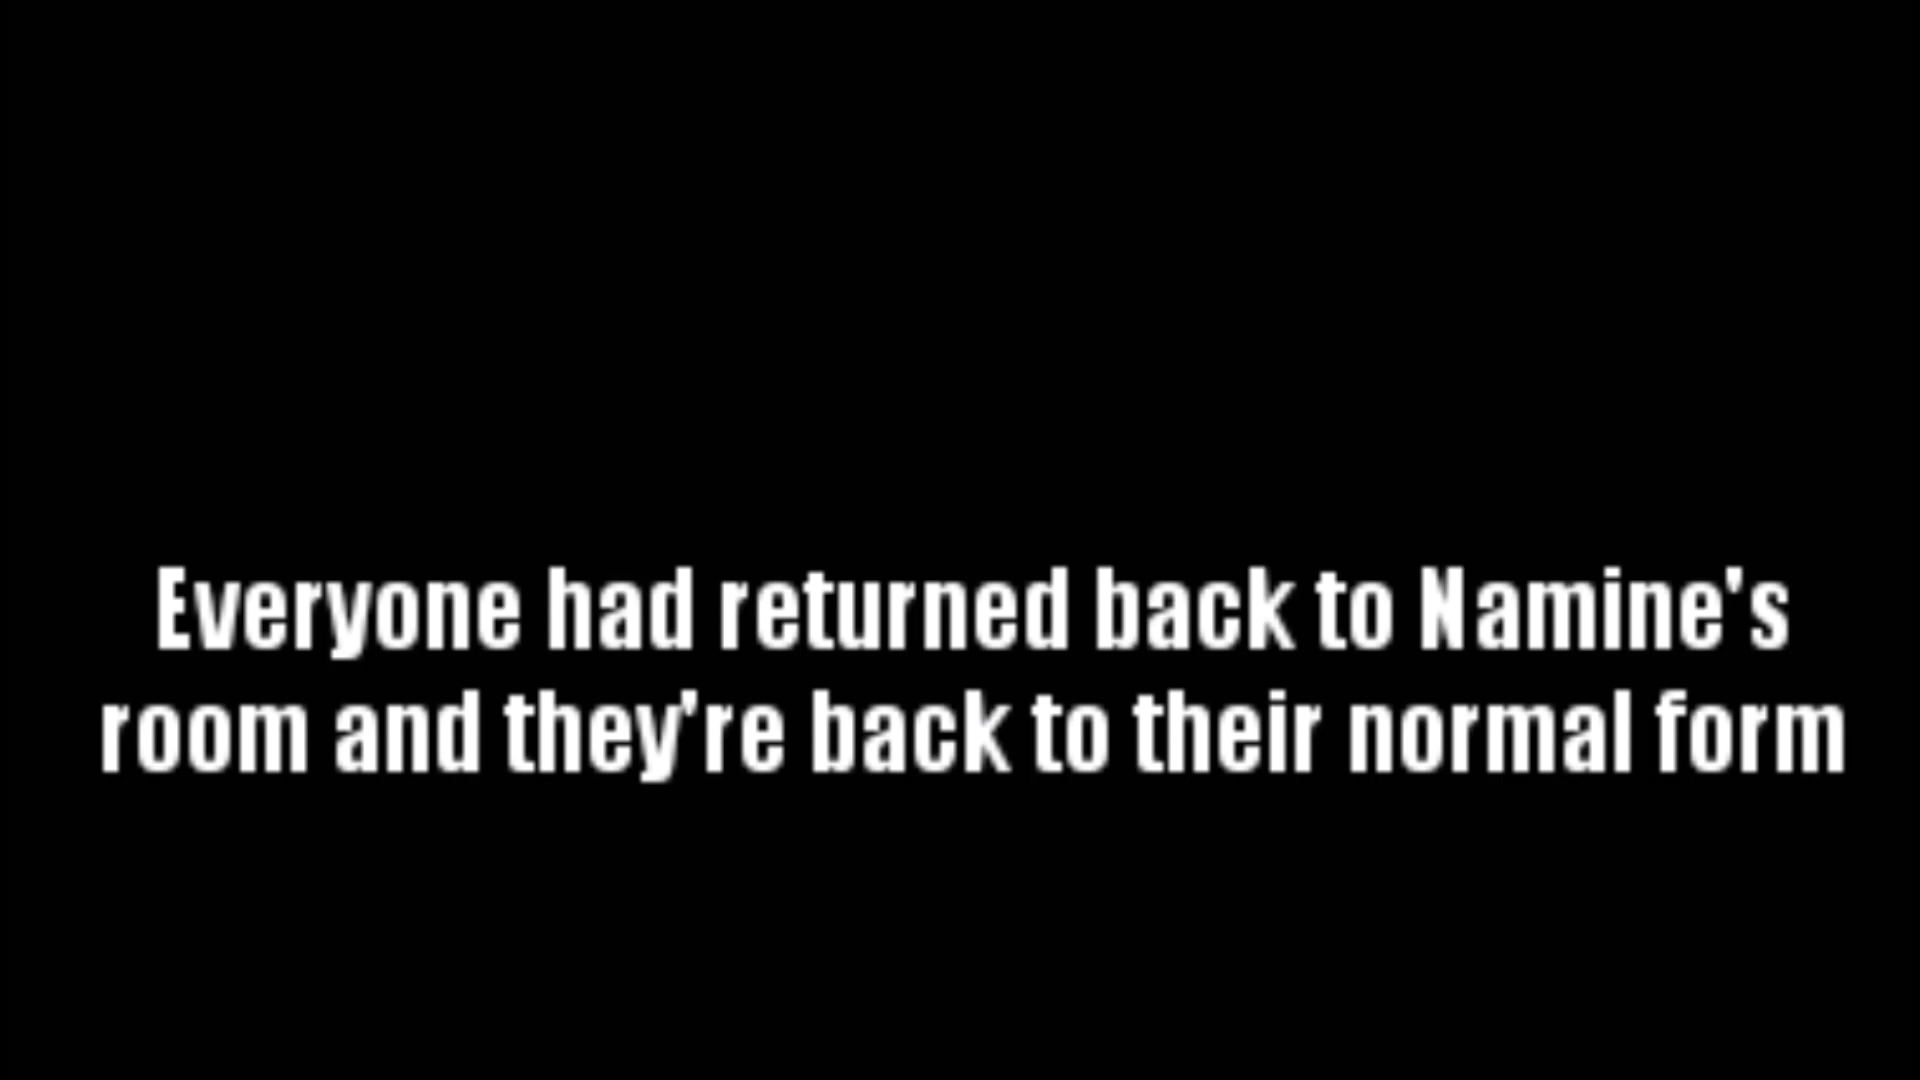 Everyone had returned back to Namine's
room and they're back to their normal form